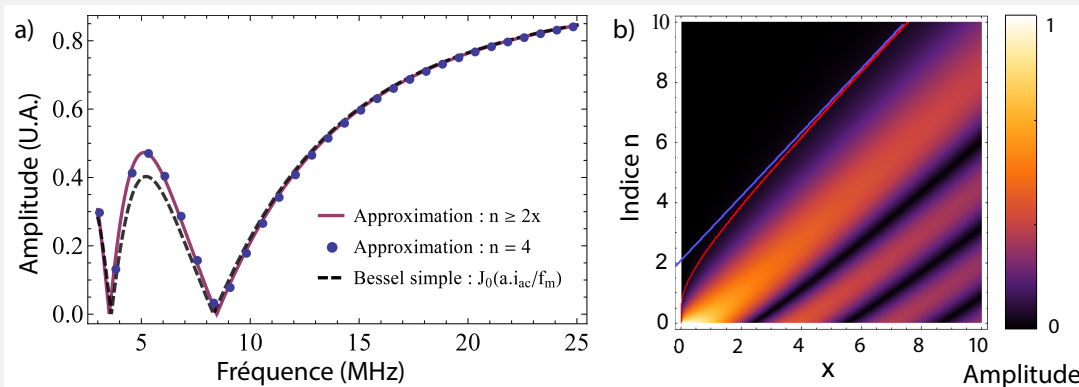 a)
Amplitude (U.A.)
0.8
0.6
0.4
0.2
0.0
5
10
15
20
25
Fréquence (MHz)
Approximation : n ≥ 2x
Approximation : n = 4
Bessel simple : J₀(a.i_ac/f_m)
b)
Indice n
10
8
6
4
2
0
0
2
4
6
8
10
x
1
0
Amplitude